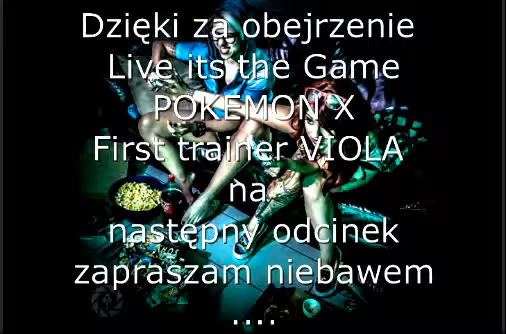 Dzięki za obejrzenie
Live its the Game
POKEMON X
First trainer VIOLA
na
następny odcinek
zapraszam niebawem
....